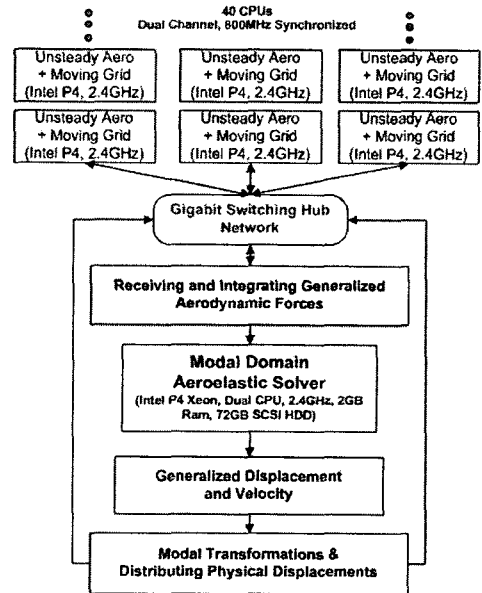 40 CPUs
Dual Channel, 800MHz Synchronized
Unsteady Aero
+ Moving Grid
(Intel P4, 2.4GHz)
Unsteady Aero
+ Moving Grid
(Intel P4, 2.4GHz)
Unsteady Aero
+ Moving Grid
(Intel P4, 2.4GHz)
Unsteady Aero
+ Moving Grid
(Intel P4, 2.4GHz)
Unsteady Aero
+ Moving Grid
(Intel P4, 2.4GHz)
Unsteady Aero
+ Moving Grid
(Intel P4, 2.4GHz)
Gigabit Switching Hub
Network
Receiving and Integrating Generalized
Aerodynamic Forces
Modal Domain
Aeroelastic Solver
(Intel P4 Xeon, Dual CPU, 2.4GHz, 2GB
Ram, 72GB SCSI HDD)
Generalized Displacement
and Velocity
Modal Transformations &
Distributing Physical Displacements